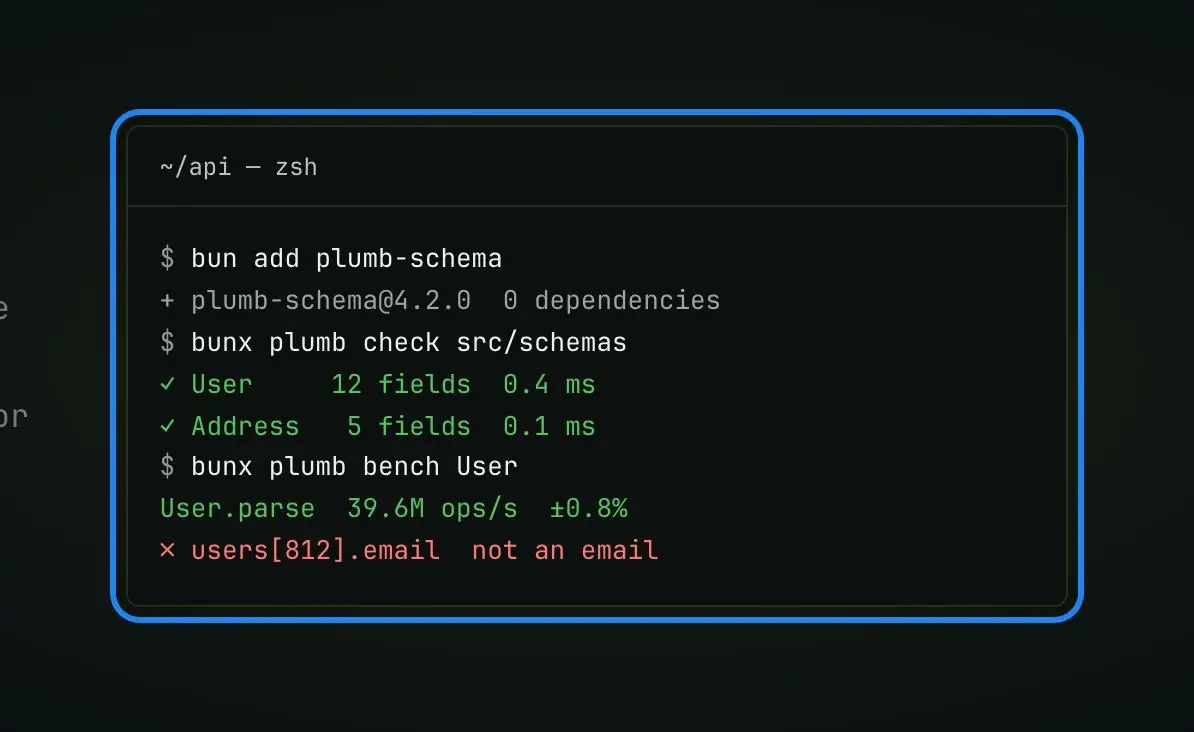 ~/api — zsh
$ bun add plumb-schema
+ plumb-schema@4.2.0  0 dependencies
$ bunx plumb check src/schemas
✓ User     12 fields  0.4 ms
✓ Address   5 fields  0.1 ms
$ bunx plumb bench User
User.parse  39.6M ops/s  ±0.8%
× users[812].email  not an email